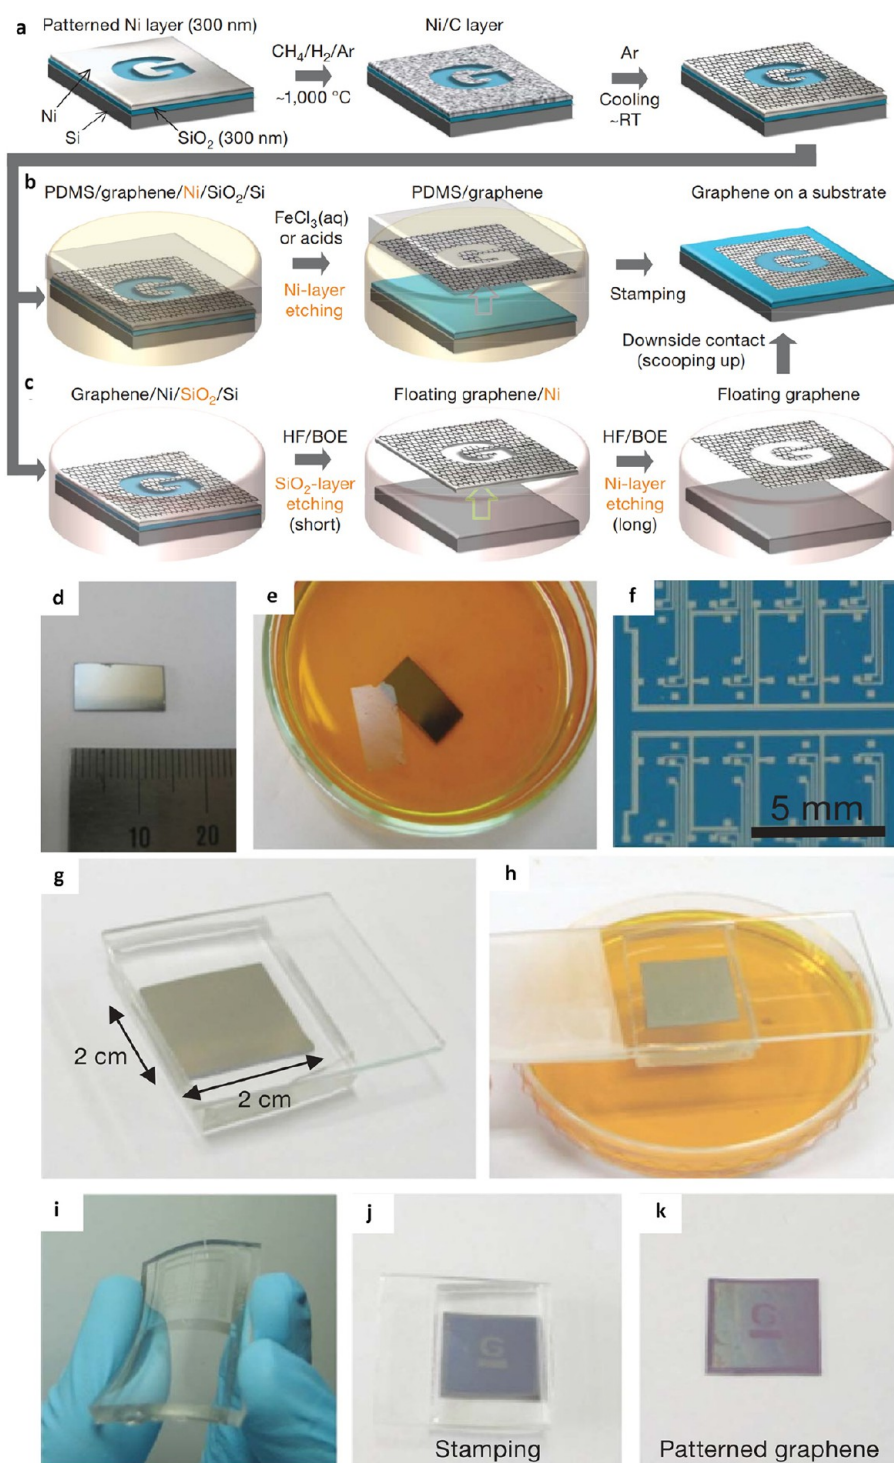 a
Patterned Ni layer (300 nm)
CH₄/H₂/Ar
~1,000 °C
Ni/C layer
Ar
Cooling
~RT
Ni
Si
SiO₂ (300 nm)
b
PDMS/graphene/Ni/SiO₂/Si
FeCl₃(aq)
or acids
Ni-layer
etching
PDMS/graphene
Stamping
Graphene on a substrate
Downside contact
(scooping up)
c
Graphene/Ni/SiO₂/Si
HF/BOE
SiO₂-layer
etching
(short)
Floating graphene/Ni
HF/BOE
Ni-layer
etching
(long)
Floating graphene
d
10 20
e
f
5 mm
g
2 cm
2 cm
h
i
j
G
Stamping
k
G
Patterned graphene